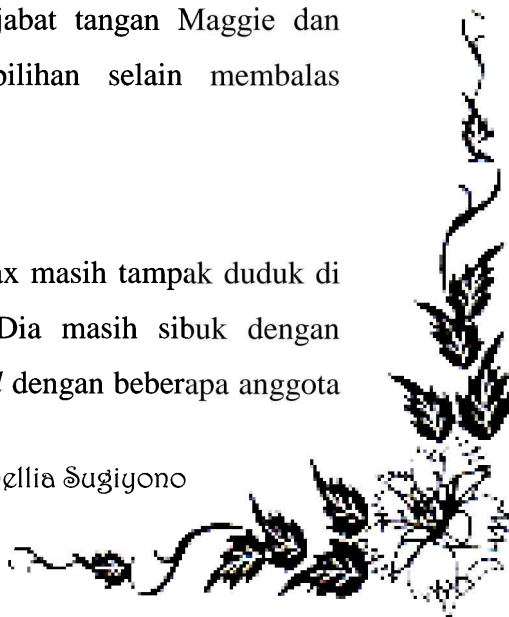 jabat tangan Maggie dan
pilihan selain membalas
ax masih tampak duduk di
Dia masih sibuk dengan
dengan beberapa anggota
ellia Sugiyono